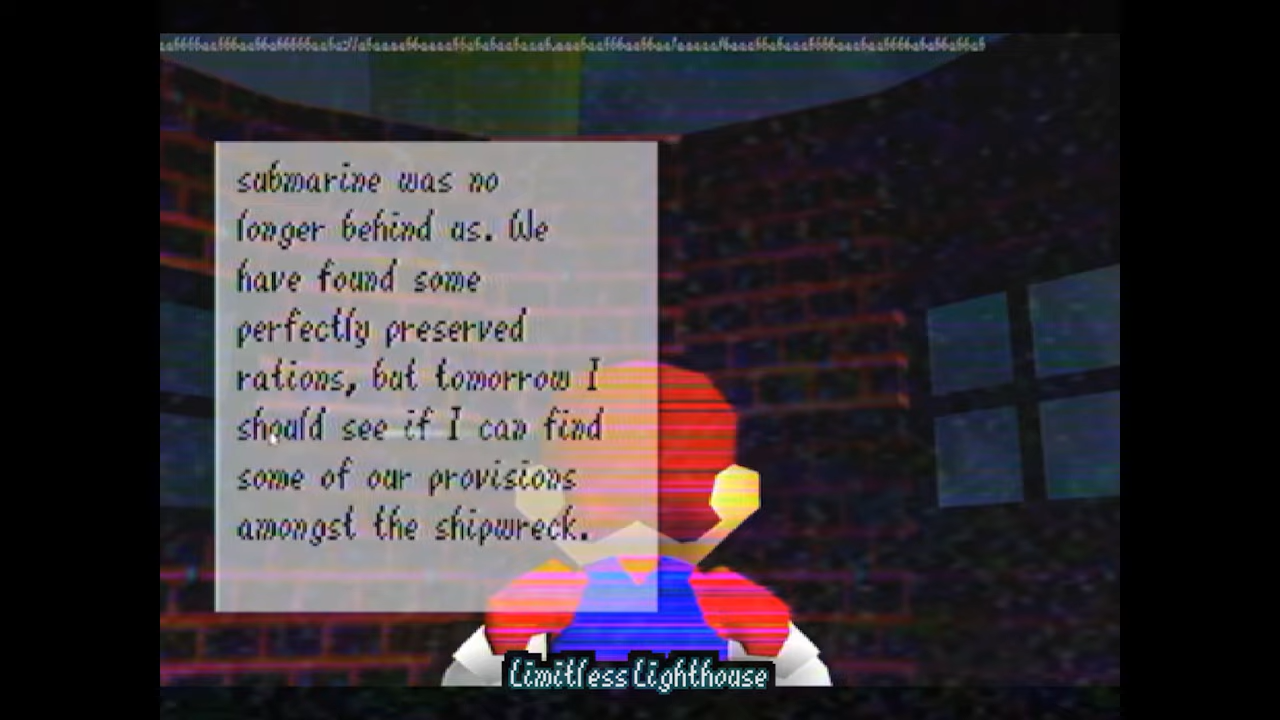 submarine was no
longer behind us. We
have found some
perfectly preserved
rations, but tomorrow I
should see if I can find
some of our provisions
amongst the shipwreck.
Limitless Lighthouse